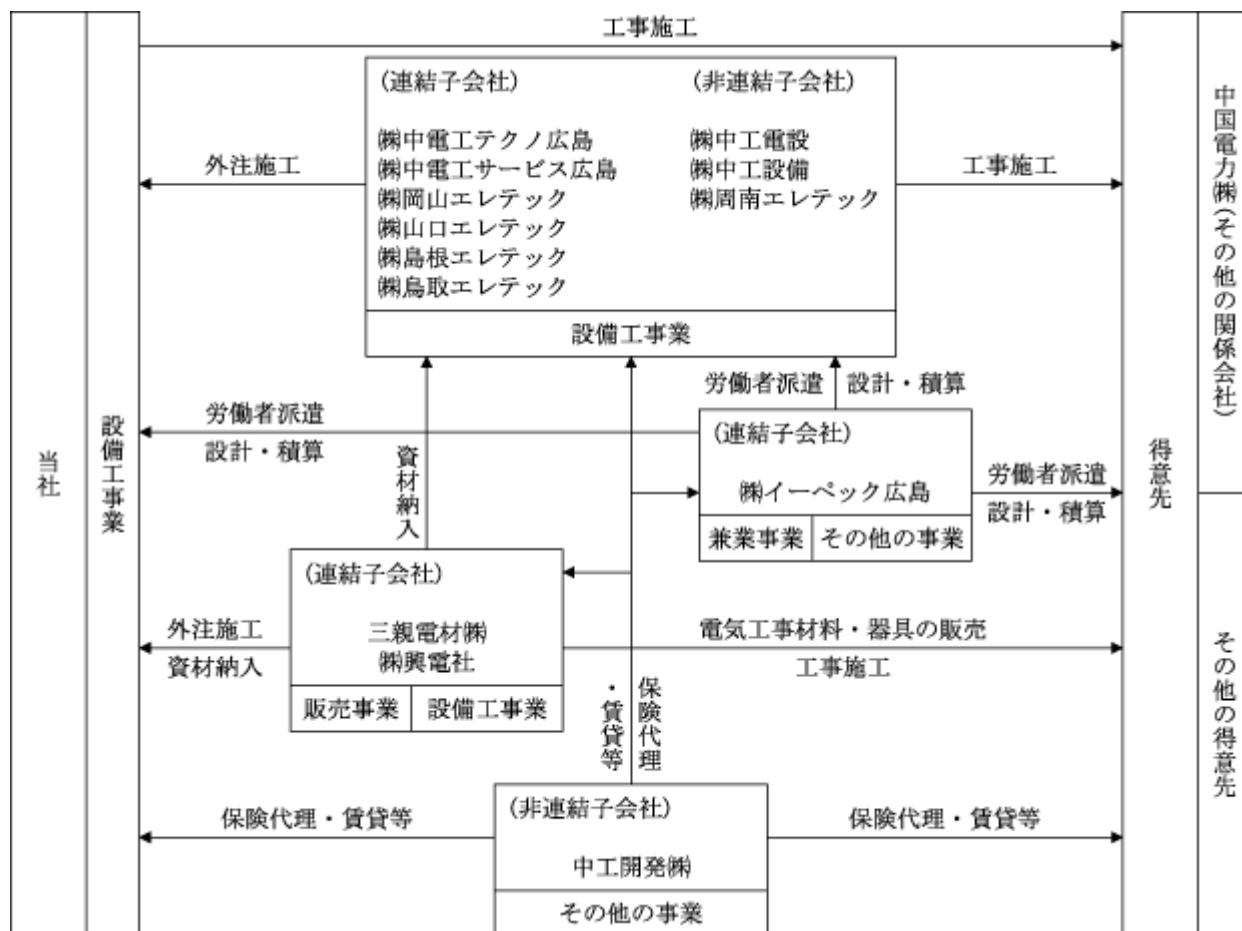 工事施工
(連結子会社)
(非連結子会社)
㈱中電工テクノ広島
㈱中電工サービス広島
㈱岡山エレテック
㈱山口エレテック
㈱島根エレテック
㈱鳥取エレテック
㈱中工電設
㈱中工設備
㈱周南エレテック
設備工事業
外注施工
工事施工
当社
設備工事業
得意先
中国電力㈱(その他の関係会社)
その他の得意先
労働者派遣
設計・積算
労働者派遣
設計・積算
(連結子会社)
㈱イーペック広島
兼業事業
その他の事業
労働者派遣
設計・積算
資材納入
(連結子会社)
三親電材㈱
㈱興電社
販売事業
設備工事業
外注施工
資材納入
電気工事材料・器具の販売
工事施工
保険代理
・賃貸等
(非連結子会社)
中工開発㈱
その他の事業
保険代理・賃貸等
保険代理・賃貸等